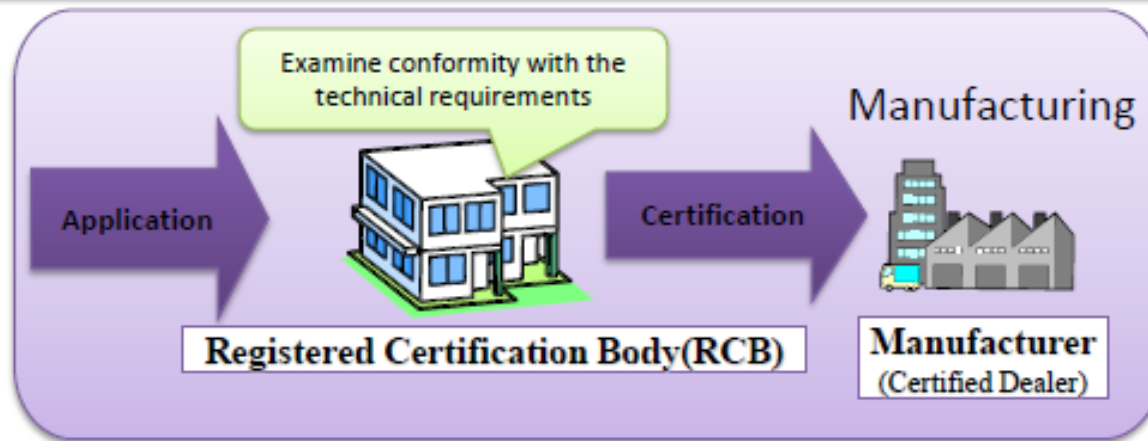 Examine conformity with the
technical requirements
Manufacturing
Application
Certification
Registered Certification Body(RCB)
Manufacturer
(Certified Dealer)